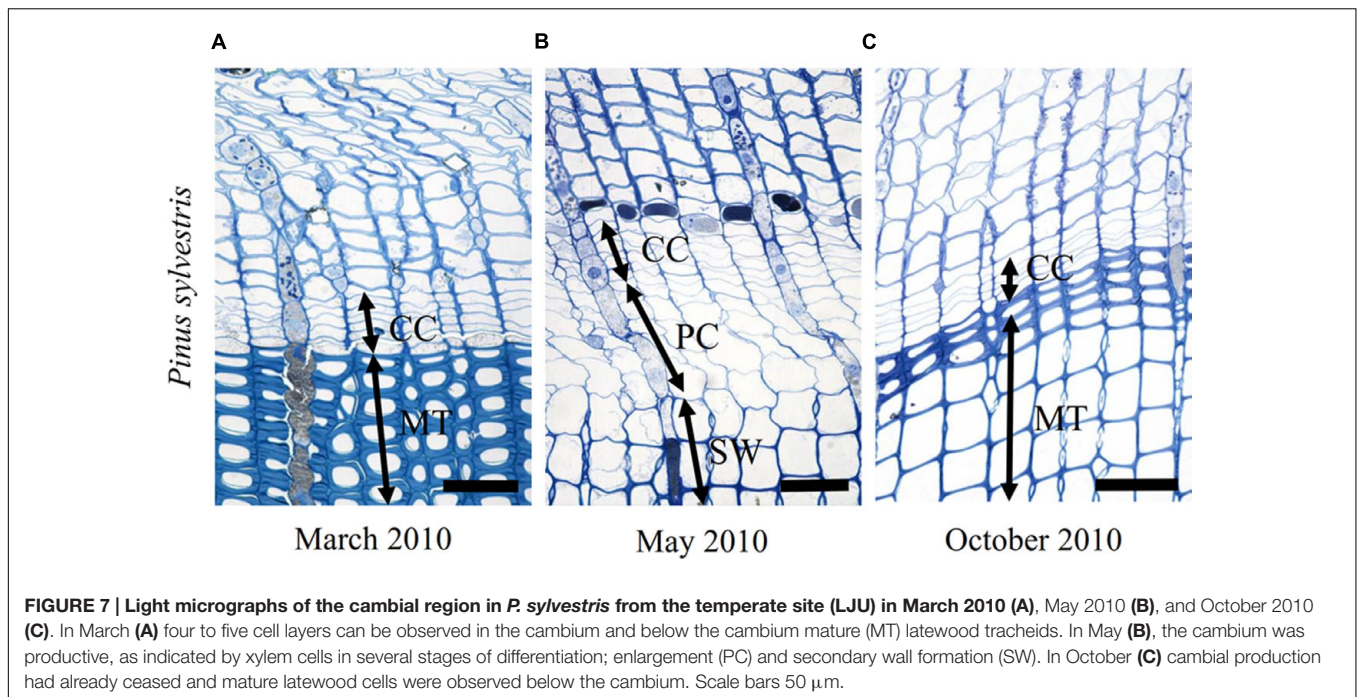 A
B
C
Pinus sylvestris
CC
MT
CC
PC
SW
CC
MT
March 2010
May 2010
October 2010
FIGURE 7 | Light micrographs of the cambial region in P. sylvestris from the temperate site (LJU) in March 2010 (A), May 2010 (B), and October 2010
(C). In March (A) four to five cell layers can be observed in the cambium and below the cambium mature (MT) latewood tracheids. In May (B), the cambium was
productive, as indicated by xylem cells in several stages of differentiation; enlargement (PC) and secondary wall formation (SW). In October (C) cambial production
had already ceased and mature latewood cells were observed below the cambium. Scale bars 50 μm.